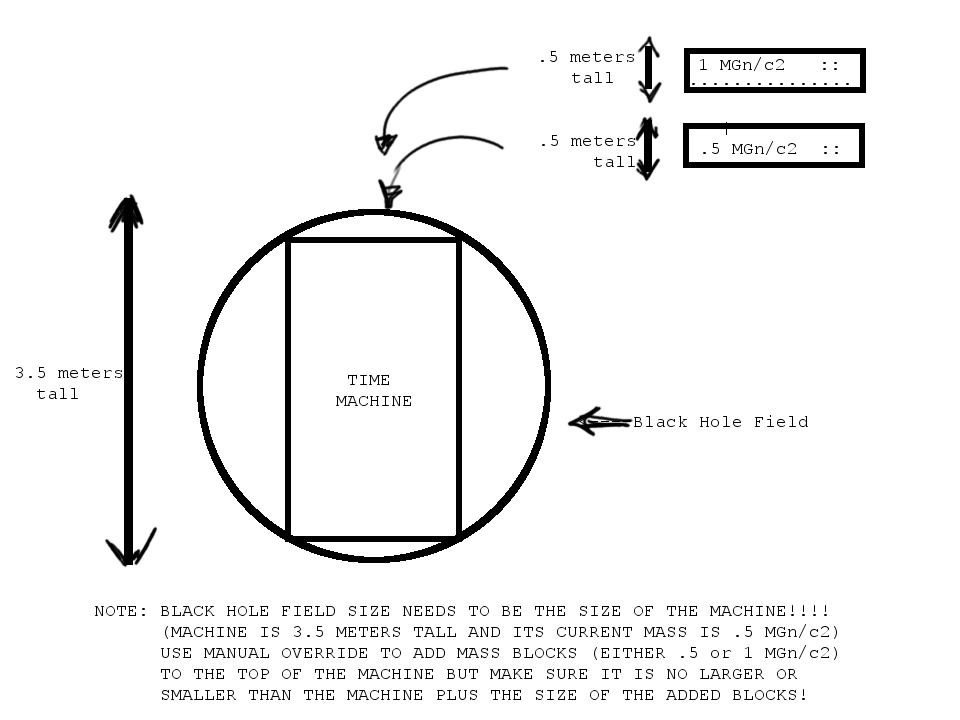 .5 meters
tall
1 MGn/c2 ::
...............
.5 meters
tall
.5 MGn/c2 ::
3.5 meters
tall
TIME
MACHINE
Black Hole Field
NOTE: BLACK HOLE FIELD SIZE NEEDS TO BE THE SIZE OF THE MACHINE!!!!
(MACHINE IS 3.5 METERS TALL AND ITS CURRENT MASS IS .5 MGn/c2)
USE MANUAL OVERRIDE TO ADD MASS BLOCKS (EITHER .5 or 1 MGn/c2)
TO THE TOP OF THE MACHINE BUT MAKE SURE IT IS NO LARGER OR
SMALLER THAN THE MACHINE PLUS THE SIZE OF THE ADDED BLOCKS!